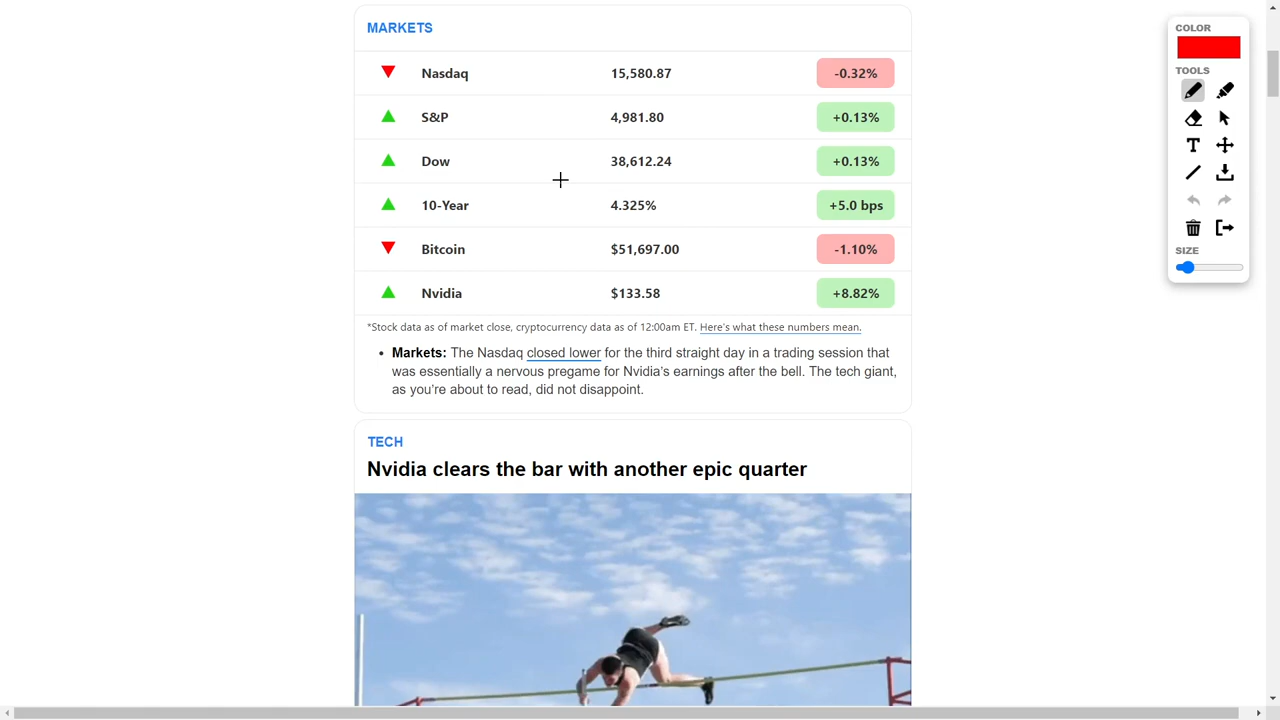 MARKETS
Nasdaq 15,580.87 -0.32%
S&P 4,981.80 +0.13%
Dow 38,612.24 +0.13%
10-Year 4.325% +5.0 bps
Bitcoin $51,697.00 -1.10%
Nvidia $133.58 +8.82%
*Stock data as of market close, cryptocurrency data as of 12:00am ET. Here's what these numbers mean.
• Markets: The Nasdaq closed lower for the third straight day in a trading session that
was essentially a nervous pregame for Nvidia's earnings after the bell. The tech giant,
as you're about to read, did not disappoint.
TECH
Nvidia clears the bar with another epic quarter
COLOR
TOOLS
T
SIZE